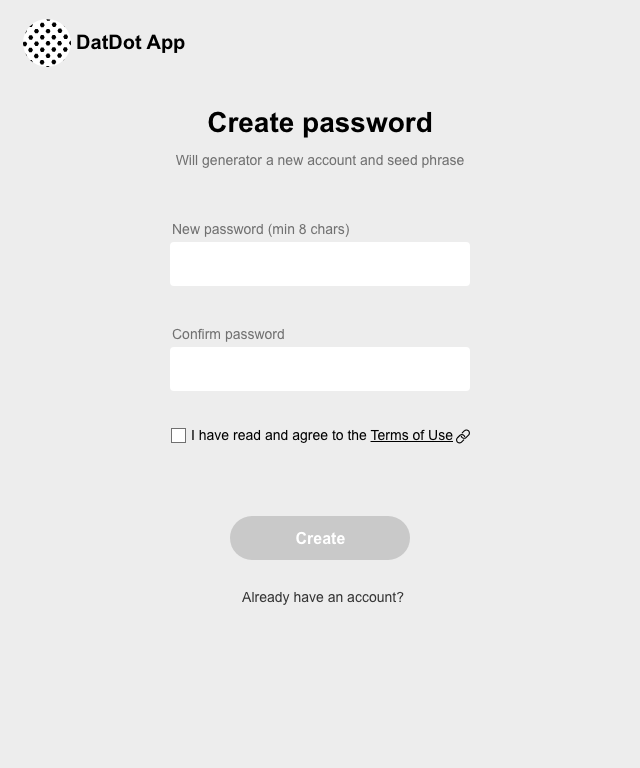 DatDot App
Create password
Will generator a new account and seed phrase
New password (min 8 chars)
Confirm password
I have read and agree to the Terms of Use
Create
Already have an account?